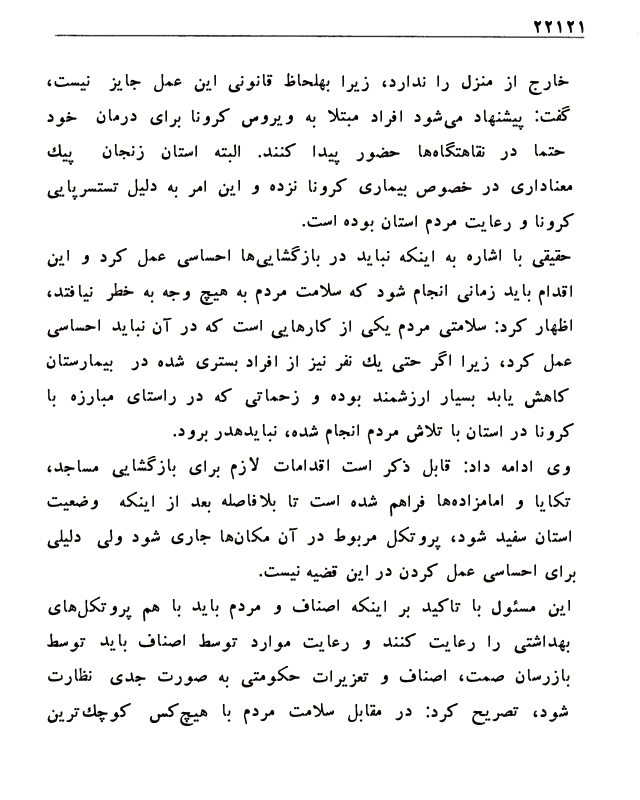 ۲۲۱۲۱
خارج از منزل را ندارد، زیرا بهلحاظ قانونی این عمل جایز نیست،
گفت: پیشنهاد می‌شود افراد مبتلا به ویروس کرونا برای درمان خود
حتما در نقاهتگاه‌ها حضور پیدا کنند. البته استان زنجان پیك
معناداری در خصوص بیماری کرونا نزده و این امر به دلیل تستسرپایی
کرونا و رعایت مردم استان بوده است.
حقیقی با اشاره به اینکه نباید در بازگشایی‌ها احساسی عمل کرد و این
اقدام باید زمانی انجام شود که سلامت مردم به هیچ وجه به خطر نیافتد،
اظهار کرد: سلامتی مردم یکی از کارهایی است که در آن نباید احساسی
عمل کرد، زیرا اگر حتی یك نفر نیز از افراد بستری شده در بیمارستان
کاهش یابد بسیار ارزشمند بوده و زحماتی که در راستای مبارزه با
کرونا در استان با تلاش مردم انجام شده، نبایدهدر برود.
وی ادامه داد: قابل ذکر است اقدامات لازم برای بازگشایی مساجد،
تکایا و امامزاده‌ها فراهم شده است تا بلافاصله بعد از اینکه وضعیت
استان سفید شود، پروتکل مربوط در آن مکان‌ها جاری شود ولی دلیلی
برای احساسی عمل کردن در این قضیه نیست.
این مسئول با تاکید بر اینکه اصناف و مردم باید با هم پروتکل‌های
بهداشتی را رعایت کنند و رعایت موارد توسط اصناف باید توسط
بازرسان صمت، اصناف و تعزیرات حکومتی به صورت جدی نظارت
شود، تصریح کرد: در مقابل سلامت مردم با هیچ‌کس کوچك‌ترین